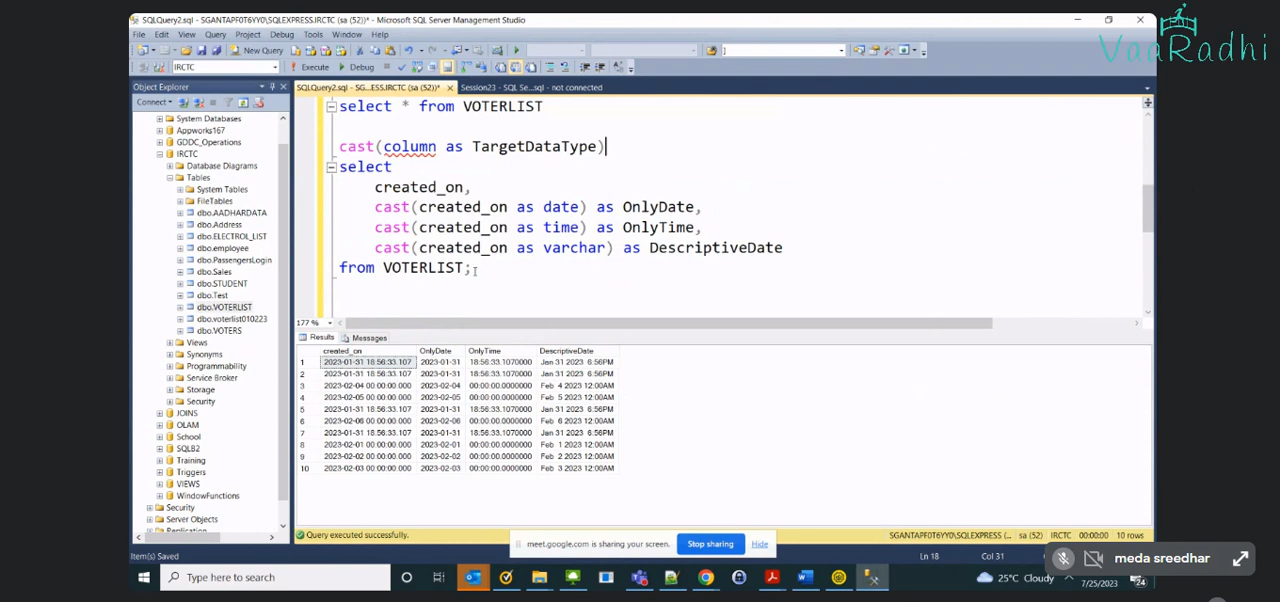 SQLQuery2.sql - SGANTAPF0T6YY0\SQLEXPRESS.IRCTC (sa (52))* - Microsoft SQL Server Management Studio
VaaRadhi
File Edit View Query Project Debug Tools Window Help
New Query
IRCTC Execute Debug
Object Explorer
SQLQuery2.sql - SG...ESS.IRCTC (sa (52))* Session23 - SQL Se...sql - not connected
Connect
System Databases
Appworks167
GDDC_Operations
IRCTC
Database Diagrams
Tables
System Tables
FileTables
dbo.AADHARDATA
dbo.Address
dbo.ELECTROL_LIST
dbo.employee
dbo.PassengersLogin
dbo.Sales
dbo.STUDENT
dbo.Test
dbo.VOTERLIST
dbo.voterlist010223
dbo.VOTERS
Views
Synonyms
Programmability
Service Broker
Storage
Security
JOINS
OLAM
School
SQLB2
Training
Triggers
VIEWS
WindowFunctions
Security
Server Objects
Replication
select * from VOTERLIST
cast(column as TargetDataType)
select
created_on,
cast(created_on as date) as OnlyDate,
cast(created_on as time) as OnlyTime,
cast(created_on as varchar) as DescriptiveDate
from VOTERLIST;
177 %
Results Messages
created_on OnlyDate OnlyTime DescriptiveDate
1 2023-01-31 18:56:33.107 2023-01-31 18:56:33.1070000 Jan 31 2023 6:56PM
2 2023-01-31 18:56:33.107 2023-01-31 18:56:33.1070000 Jan 31 2023 6:56PM
3 2023-02-04 00:00:00.000 2023-02-04 00:00:00.0000000 Feb 4 2023 12:00AM
4 2023-02-05 00:00:00.000 2023-02-05 00:00:00.0000000 Feb 5 2023 12:00AM
5 2023-01-31 18:56:33.107 2023-01-31 18:56:33.1070000 Jan 31 2023 6:56PM
6 2023-02-06 00:00:00.000 2023-02-06 00:00:00.0000000 Feb 6 2023 12:00AM
7 2023-01-31 18:56:33.107 2023-01-31 18:56:33.1070000 Jan 31 2023 6:56PM
8 2023-02-01 00:00:00.000 2023-02-01 00:00:00.0000000 Feb 1 2023 12:00AM
9 2023-02-02 00:00:00.000 2023-02-02 00:00:00.0000000 Feb 2 2023 12:00AM
10 2023-02-03 00:00:00.000 2023-02-03 00:00:00.0000000 Feb 3 2023 12:00AM
Query executed successfully. SGANTAPF0T6YY0\SQLEXPRESS (... sa (52) IRCTC 00:00:00 10 rows
meet.google.com is sharing your screen. Stop sharing Hide
Item(s) Saved Ln 18 Col 31
meda sreedhar
Type here to search
25°C Cloudy
7/25/2023 24